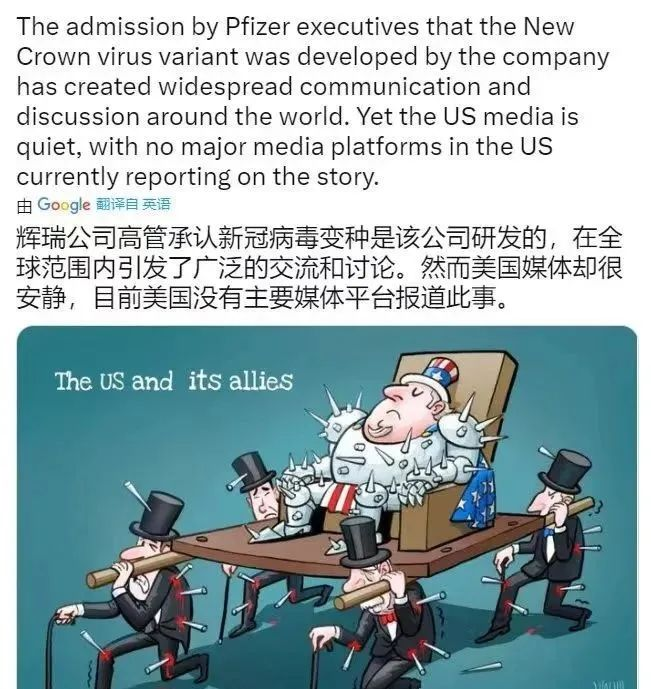 The admission by Pfizer executives that the New
Crown virus variant was developed by the company
has created widespread communication and
discussion around the world. Yet the US media is
quiet, with no major media platforms in the US
currently reporting on the story.
由 Google 翻译自 英语
辉瑞公司高管承认新冠病毒变种是该公司研发的，在全
球范围内引发了广泛的交流和讨论。然而美国媒体却很
安静，目前美国没有主要媒体平台报道此事。
The US and its allies